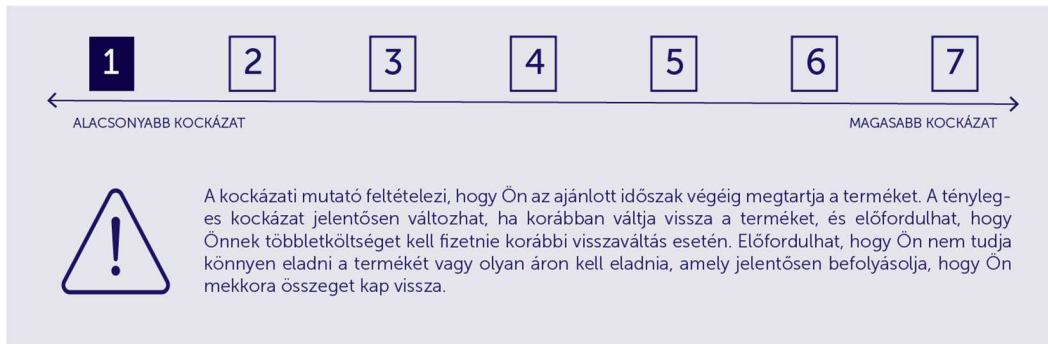 1 2 3 4 5 6 7
ALACSONYABB KOCKÁZAT MAGASABB KOCKÁZAT
A kockázati mutató feltételezi, hogy Ön az ajánlott időszak végéig megtartja a terméket. A tényleg-
es kockázat jelentősen változhat, ha korábban váltja vissza a terméket, és előfordulhat, hogy
Önnek többletköltséget kell fizetnie korábbi visszaváltás esetén. Előfordulhat, hogy Ön nem tudja
könnyen eladni a termékét vagy olyan áron kell eladnia, amely jelentősen befolyásolja, hogy Ön
mekkora összeget kap vissza.